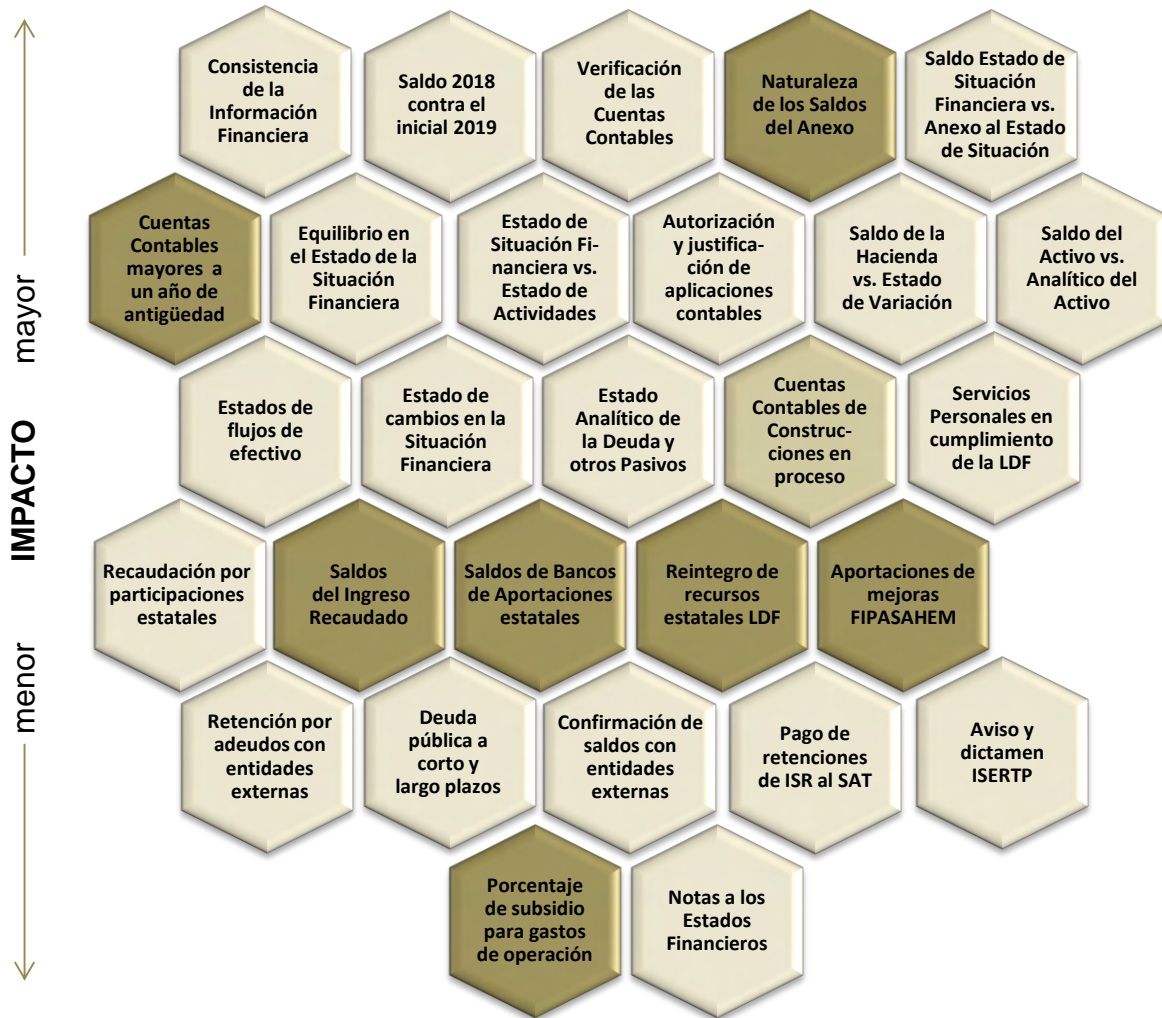 Consistencia
de la
Información
Financiera
Saldo 2018
contra el
inicial 2019
Verificación
de las
Cuentas
Contables
Naturaleza
de los Saldos
del Anexo
Saldo Estado de
Situación
Financiera vs.
Anexo al Estado
de Situación
Cuentas
Contables
mayores a
un año de
antigüedad
Equilibrio en
el Estado de la
Situación
Financiera
Estado de
Situación Fi-
nanciera vs.
Estado de
Actividades
Autorización
y justifica-
ción de
aplicaciones
contables
Saldo de la
Hacienda
vs. Estado
de Variación
Saldo del
Activo vs.
Analítico del
Activo
mayor
IMPACTO
menor
Estados de
flujos de
efectivo
Estado de
cambios en la
Situación
Financiera
Estado
Analítico de
la Deuda y
otros Pasivos
Cuentas
Contables de
Construc-
ciones en
proceso
Servicios
Personales en
cumplimiento
de la LDF
Recaudación por
participaciones
estatales
Saldos
del Ingreso
Recaudado
Saldos de Bancos
de Aportaciones
estatales
Reintegro de
recursos
estatales LDF
Aportaciones de
mejoras
FIPASAHEM
Retención por
adeudos con
entidades
externas
Deuda
pública a
corto y
largo plazos
Confirmación de
saldos con
entidades
externas
Pago de
retenciones
de ISR al SAT
Aviso y
dictamen
ISERTP
Porcentaje
de subsidio
para gastos
de operación
Notas a los
Estados
Financieros